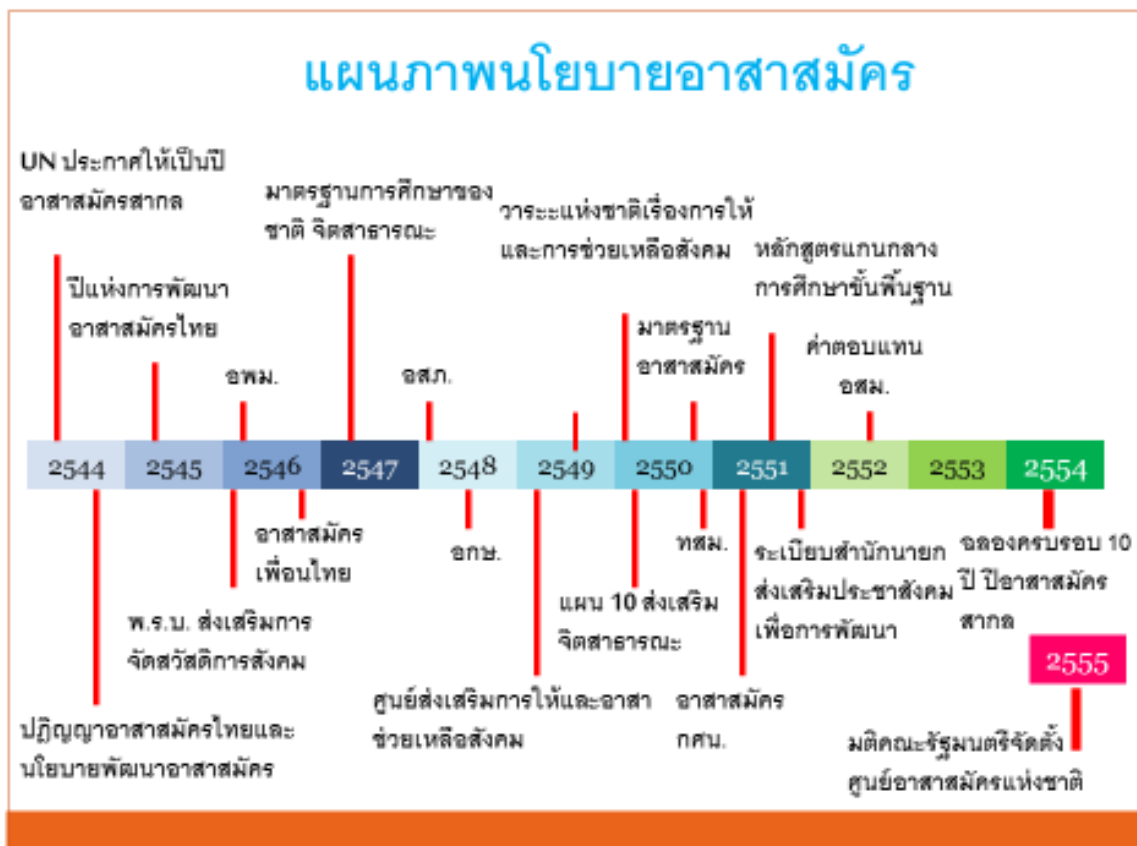 แผนภาพนโยบายอาสาสมัคร
UN ประกาศให้เป็นปี
อาสาสมัครสากล
มาตรฐานการศึกษาของ
ชาติ จิตสาธารณะ
วาระะแห่งชาติเรื่องการให้
และการช่วยเหลือสังคม
หลักสูตรแกนกลาง
การศึกษาขั้นพื้นฐาน
ปีแห่งการพัฒนา
อาสาสมัครไทย
มาตรฐาน
อาสาสมัคร
ค่าตอบแทน
อสม.
อพม.
อสภ.
2544
2545
2546
2547
2548
2549
2550
2551
2552
2553
2554
อาสาสมัคร
เพื่อนไทย
อกษ.
ทสม.
ระเบียบสำนักนายก
ส่งเสริมประชาสังคม
เพื่อการพัฒนา
ฉลองครบรอบ 10
ปี ปีอาสาสมัคร
สากล
พ.ร.บ. ส่งเสริมการ
จัดสวัสดิการสังคม
แผน 10 ส่งเสริม
จิตสาธารณะ
2555
ปฏิญญาอาสาสมัครไทยและ
นโยบายพัฒนาอาสาสมัคร
ศูนย์ส่งเสริมการให้และอาสา
ช่วยเหลือสังคม
อาสาสมัคร
กศน.
มติคณะรัฐมนตรีจัดตั้ง
ศูนย์อาสาสมัครแห่งชาติ